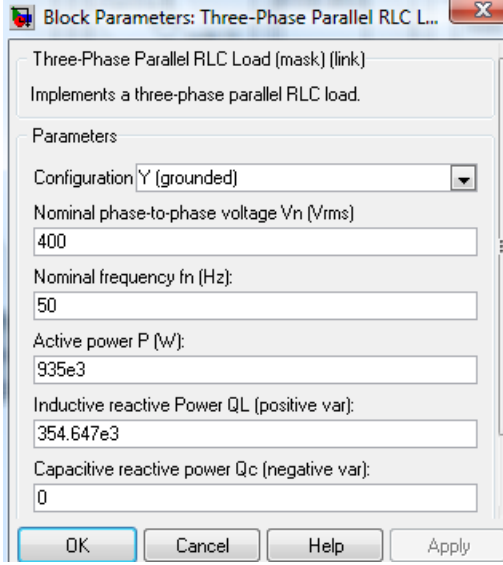 Block Parameters: Three-Phase Parallel RLC L...
Three-Phase Parallel RLC Load (mask) (link)
Implements a three-phase parallel RLC load.
Parameters
Configuration Y (grounded)
Nominal phase-to-phase voltage Vn (Vrms)
400
Nominal frequency fn (Hz):
50
Active power P (W):
935e3
Inductive reactive Power QL (positive var):
354.647e3
Capacitive reactive power Qc (negative var):
0
OK Cancel Help Apply